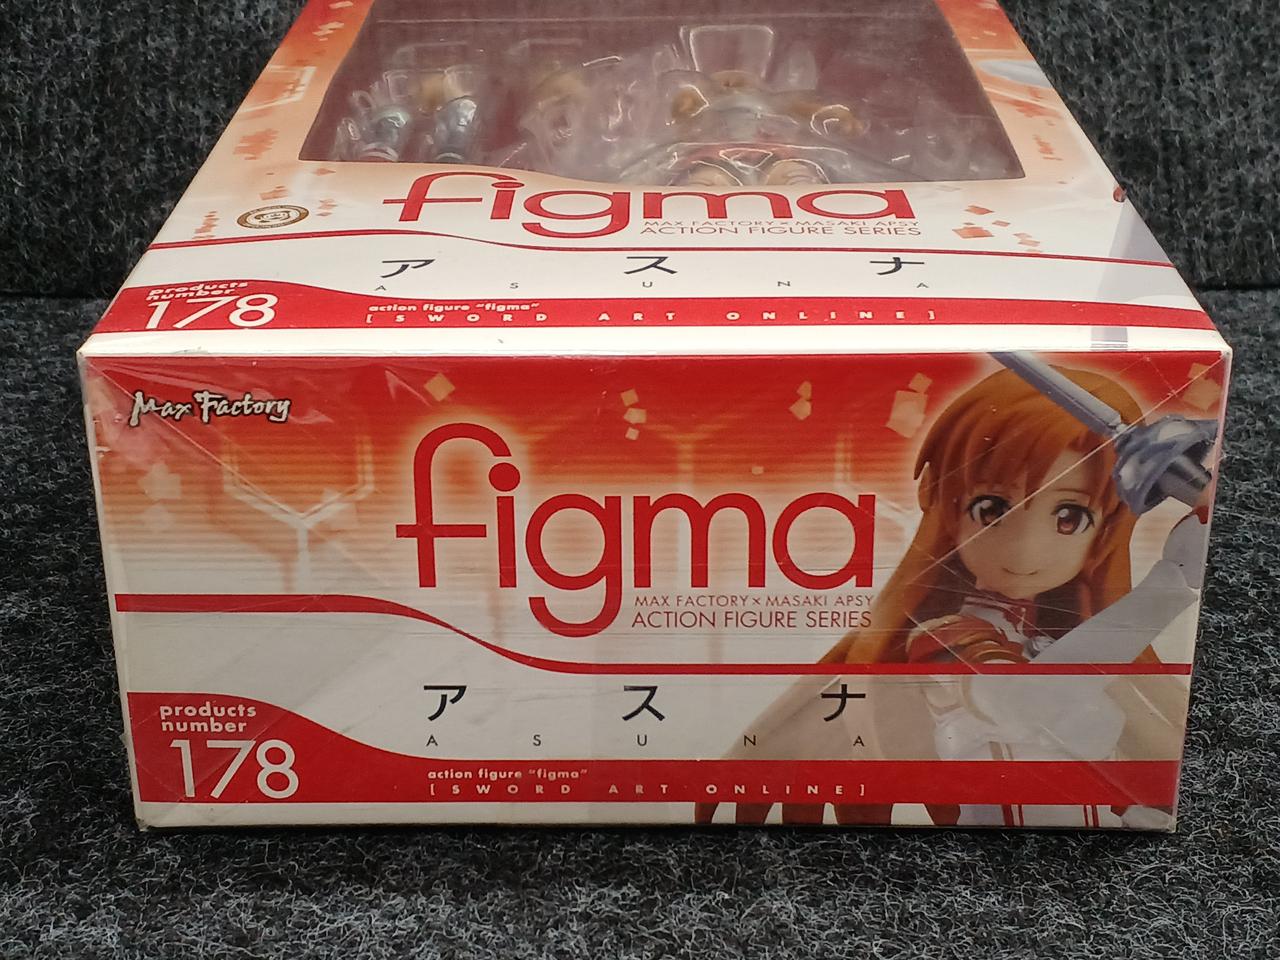 figma
MAX FACTORY × MASAKI APSY
ACTION FIGURE SERIES
アスナ
ASUNA
products
number
178
action figure "figma"
[SWORD ART ONLINE]
Max Factory
figma
MAX FACTORY × MASAKI APSY
ACTION FIGURE SERIES
アスナ
ASUNA
products
number
178
action figure "figma"
[SWORD ART ONLINE]